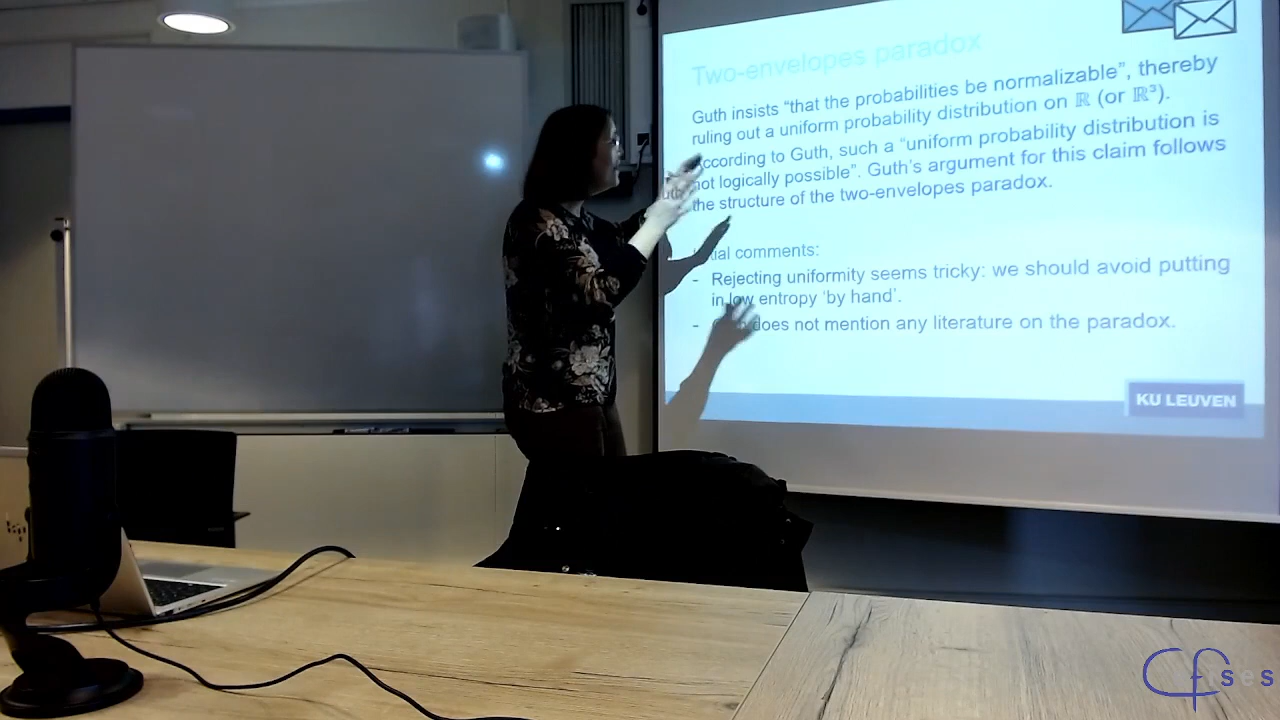 Two-envelopes paradox
Guth insists “that the probabilities be normalizable”, thereby
ruling out a uniform probability distribution on ℝ (or ℝ³).
According to Guth, such a “uniform probability distribution is
not logically possible”. Guth’s argument for this claim follows
the structure of the two-envelopes paradox.
comments:
- Rejecting uniformity seems tricky: we should avoid putting
in low entropy ‘by hand’.
- does not mention any literature on the paradox.
KU LEUVEN